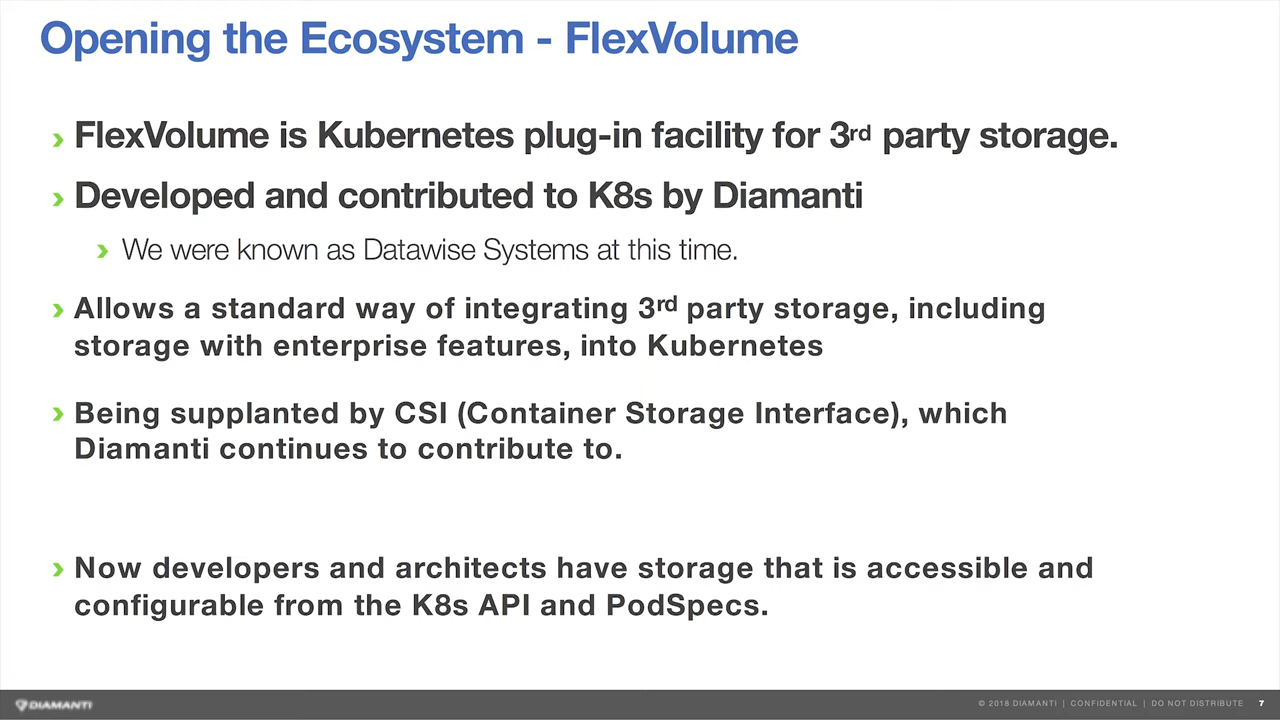 Opening the Ecosystem - FlexVolume
› FlexVolume is Kubernetes plug-in facility for 3rd party storage.
› Developed and contributed to K8s by Diamanti
› We were known as Datawise Systems at this time.
› Allows a standard way of integrating 3rd party storage, including
storage with enterprise features, into Kubernetes
› Being supplanted by CSI (Container Storage Interface), which
Diamanti continues to contribute to.
› Now developers and architects have storage that is accessible and
configurable from the K8s API and PodSpecs.
DIAMANTI
© 2018 DIAMANTI | CONFIDENTIAL | DO NOT DISTRIBUTE 7